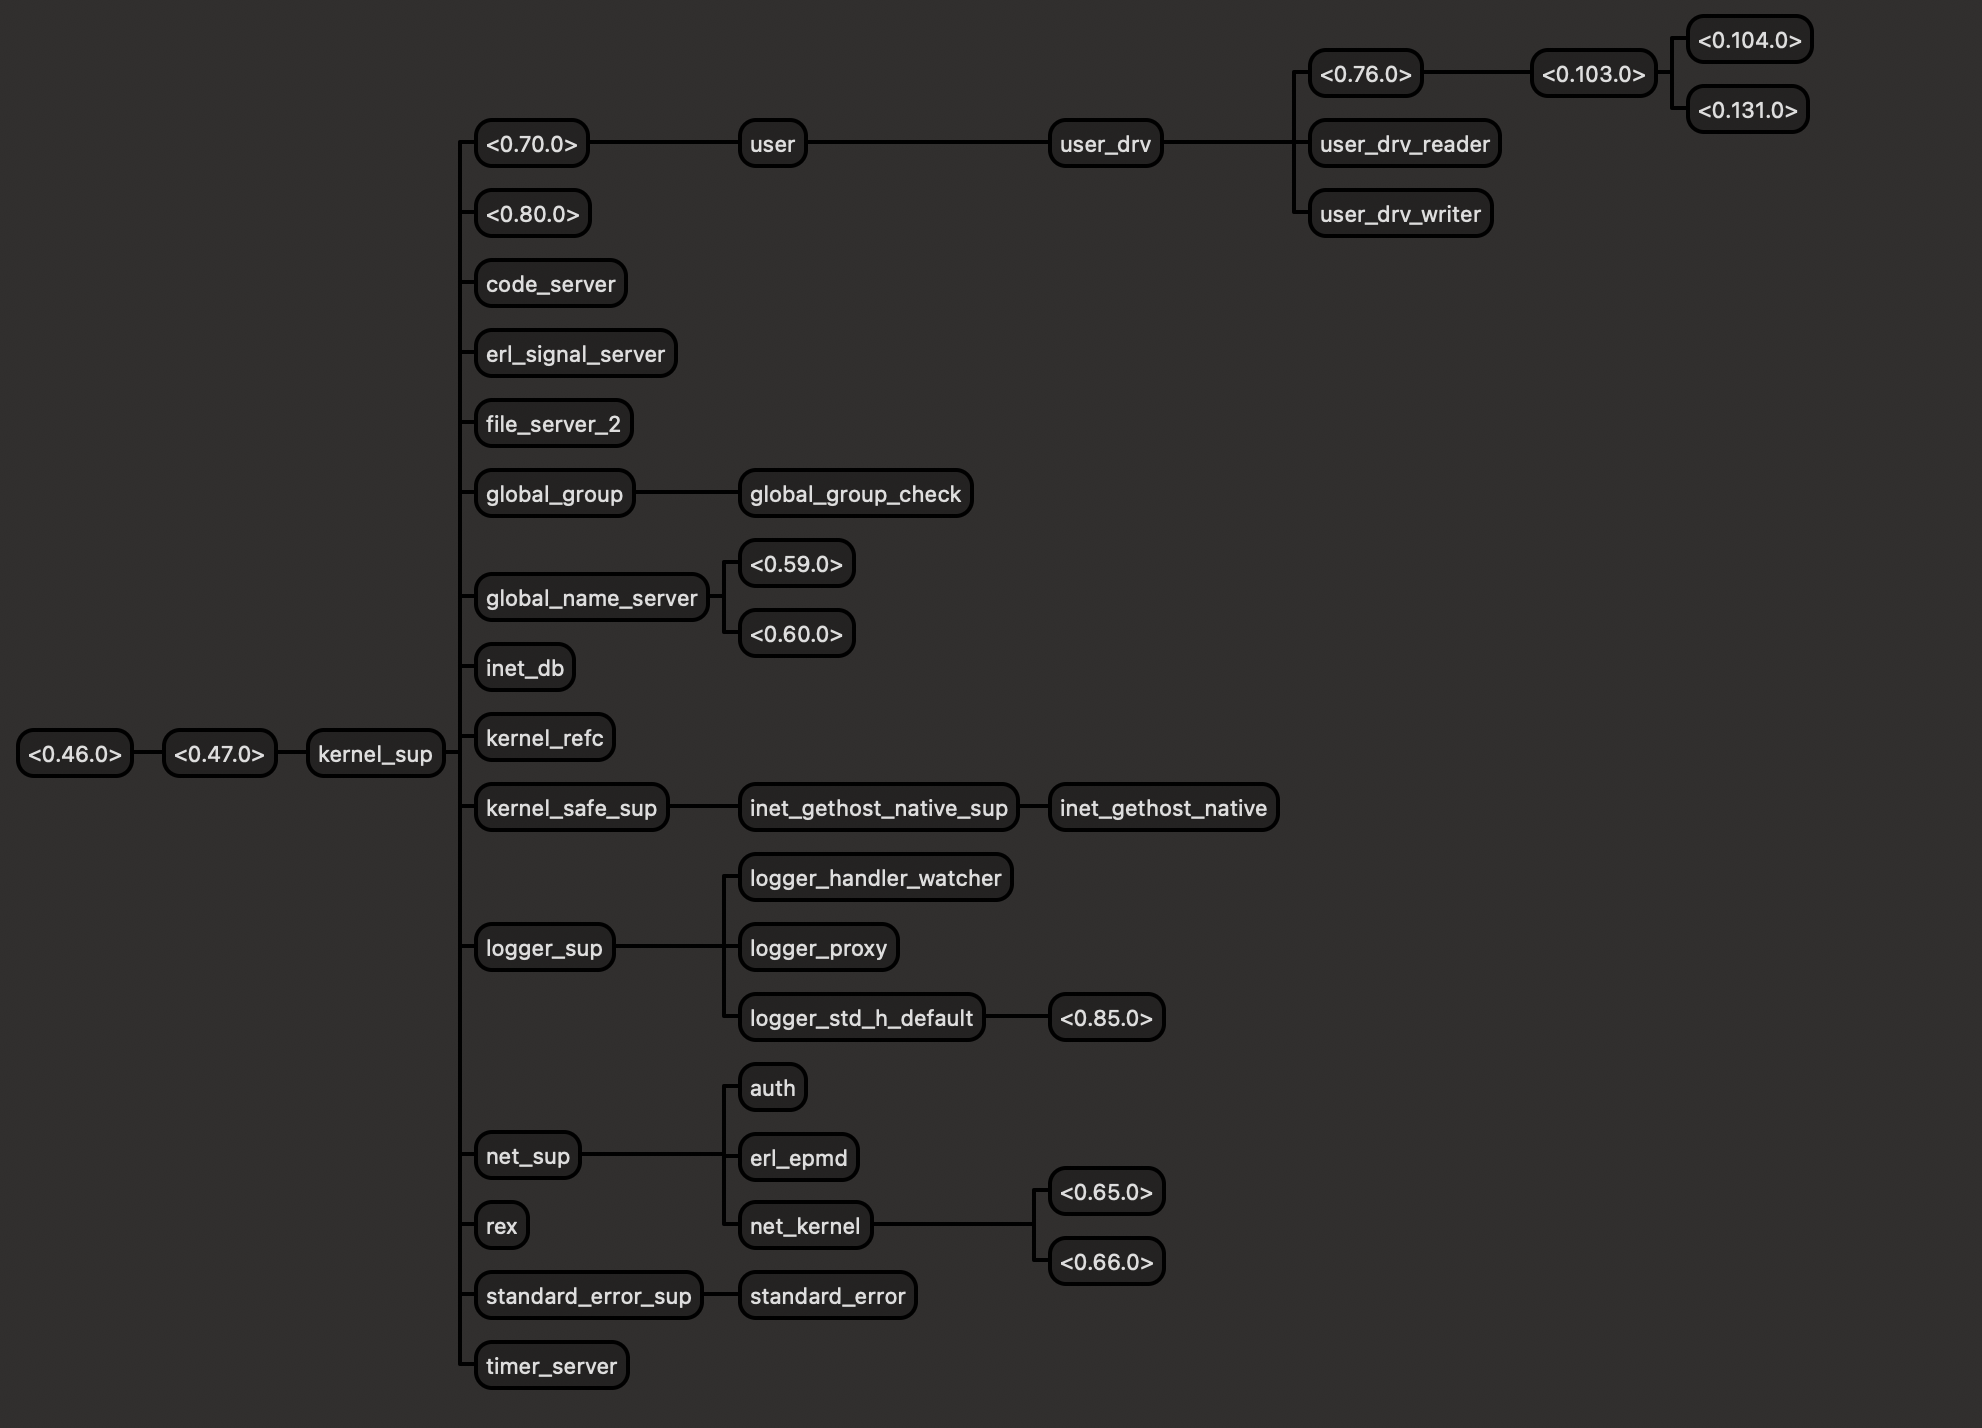 <0.104.0>
<0.76.0>
<0.103.0>
<0.131.0>
<0.70.0>
user
user_drv
user_drv_reader
<0.80.0>
user_drv_writer
code_server
erl_signal_server
file_server_2
global_group
global_group_check
<0.59.0>
global_name_server
<0.60.0>
inet_db
kernel_refc
<0.46.0>
<0.47.0>
kernel_sup
kernel_safe_sup
inet_gethost_native_sup
inet_gethost_native
logger_handler_watcher
logger_sup
logger_proxy
logger_std_h_default
<0.85.0>
auth
net_sup
erl_epmd
<0.65.0>
rex
net_kernel
<0.66.0>
standard_error_sup
standard_error
timer_server